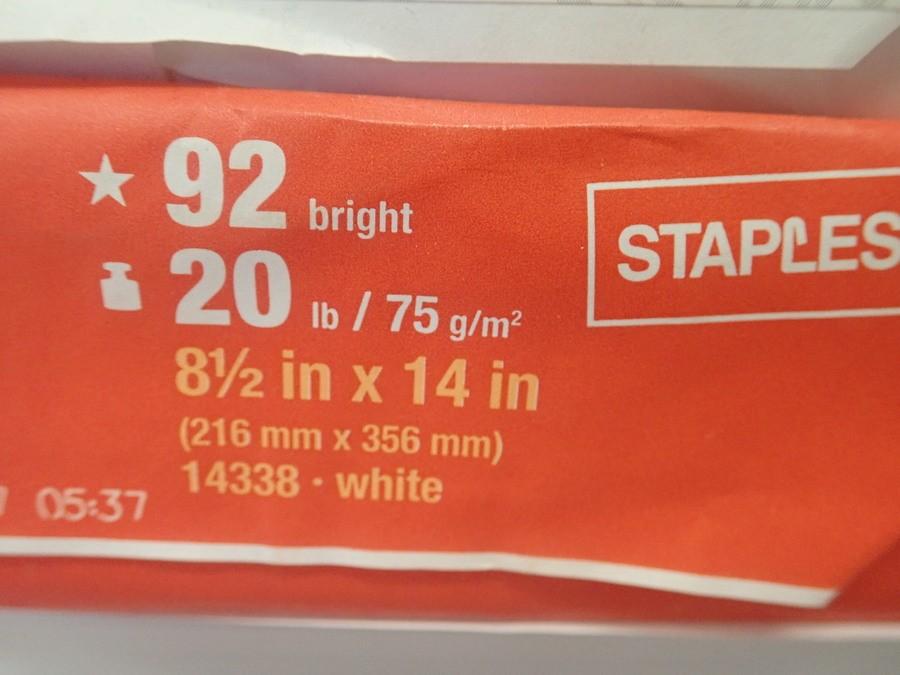 92 bright
20 lb / 75 g/m²
8½ in x 14 in
(216 mm x 356 mm)
14338 · white
05:37
STAPLES